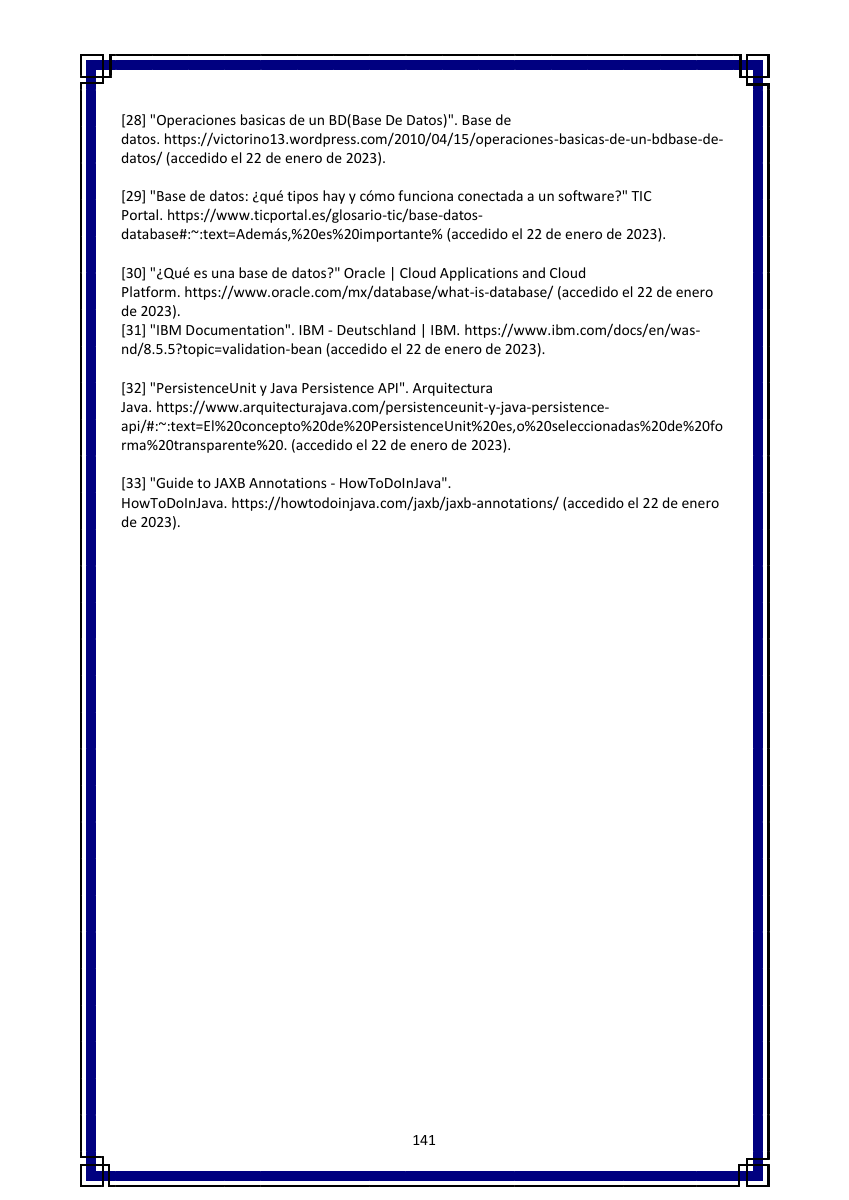 [28] "Operaciones basicas de un BD(Base De Datos)". Base de
datos. https://victorino13.wordpress.com/2010/04/15/operaciones-basicas-de-un-bdbase-de-
datos/ (accedido el 22 de enero de 2023).
[29] "Base de datos: ¿qué tipos hay y cómo funciona conectada a un software?" TIC
Portal. https://www.ticportal.es/glosario-tic/base-datos-
database#:~:text=Además,%20es%20importante% (accedido el 22 de enero de 2023).
[30] "¿Qué es una base de datos?" Oracle | Cloud Applications and Cloud
Platform. https://www.oracle.com/mx/database/what-is-database/ (accedido el 22 de enero
de 2023).
[31] "IBM Documentation". IBM - Deutschland | IBM. https://www.ibm.com/docs/en/was-
nd/8.5.5?topic=validation-bean (accedido el 22 de enero de 2023).
[32] "PersistenceUnit y Java Persistence API". Arquitectura
Java. https://www.arquitecturajava.com/persistenceunit-y-java-persistence-
api/#:~:text=El%20concepto%20de%20PersistenceUnit%20es,o%20seleccionadas%20de%20fo
rma%20transparente%20. (accedido el 22 de enero de 2023).
[33] "Guide to JAXB Annotations - HowToDoInJava".
HowToDoInJava. https://howtodoinjava.com/jaxb/jaxb-annotations/ (accedido el 22 de enero
de 2023).
141